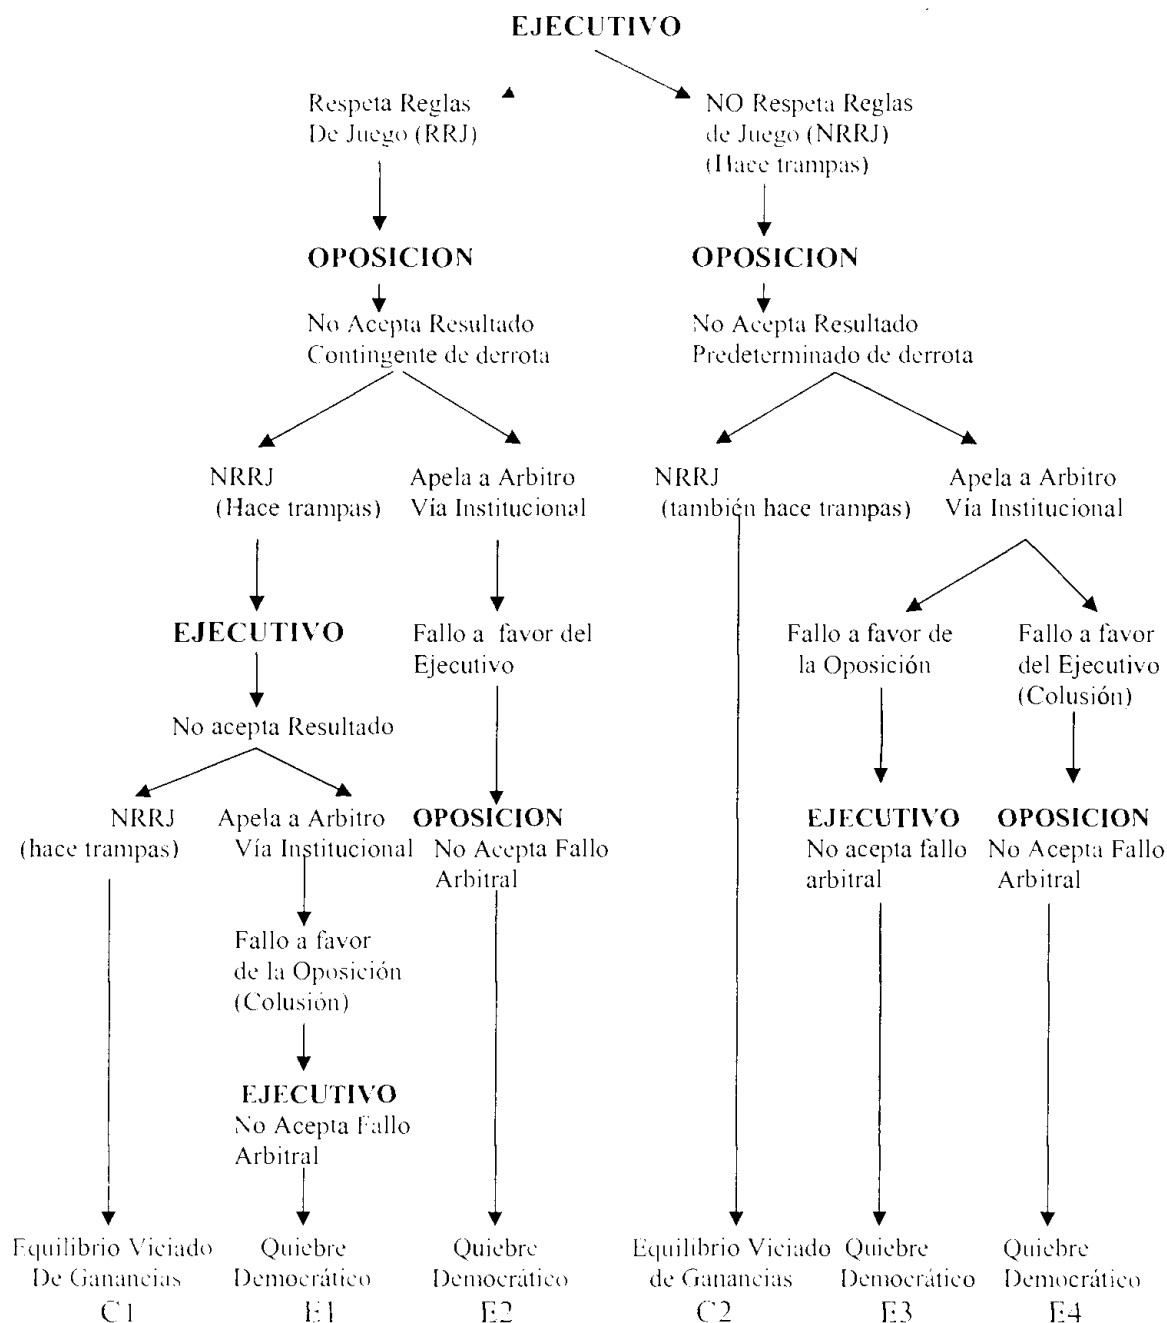 EJECUTIVO
Respeta Reglas
De Juego (RRJ)
NO Respeta Reglas
de Juego (NRRJ)
(Hace trampas)
OPOSICION
OPOSICION
No Acepta Resultado
Contingente de derrota
No Acepta Resultado
Predeterminado de derrota
NRRJ
(Hace trampas)
Apela a Arbitro
Vía Institucional
NRRJ
(también hace trampas)
Apela a Arbitro
Vía Institucional
EJECUTIVO
Fallo a favor del
Ejecutivo
Fallo a favor de
la Oposición
Fallo a favor
del Ejecutivo
(Colusión)
No acepta Resultado
NRRJ
(hace trampas)
Apela a Arbitro
Vía Institucional
OPOSICION
No Acepta Fallo
Arbitral
EJECUTIVO
No acepta fallo
arbitral
OPOSICION
No Acepta Fallo
Arbitral
Fallo a favor
de la Oposición
(Colusión)
EJECUTIVO
No Acepta Fallo
Arbitral
Equilibrio Viciado
De Ganancias
C1
Quiebre
Democrático
E1
Quiebre
Democrático
E2
Equilibrio Viciado
de Ganancias
C2
Quiebre
Democrático
E3
Quiebre
Democrático
E4